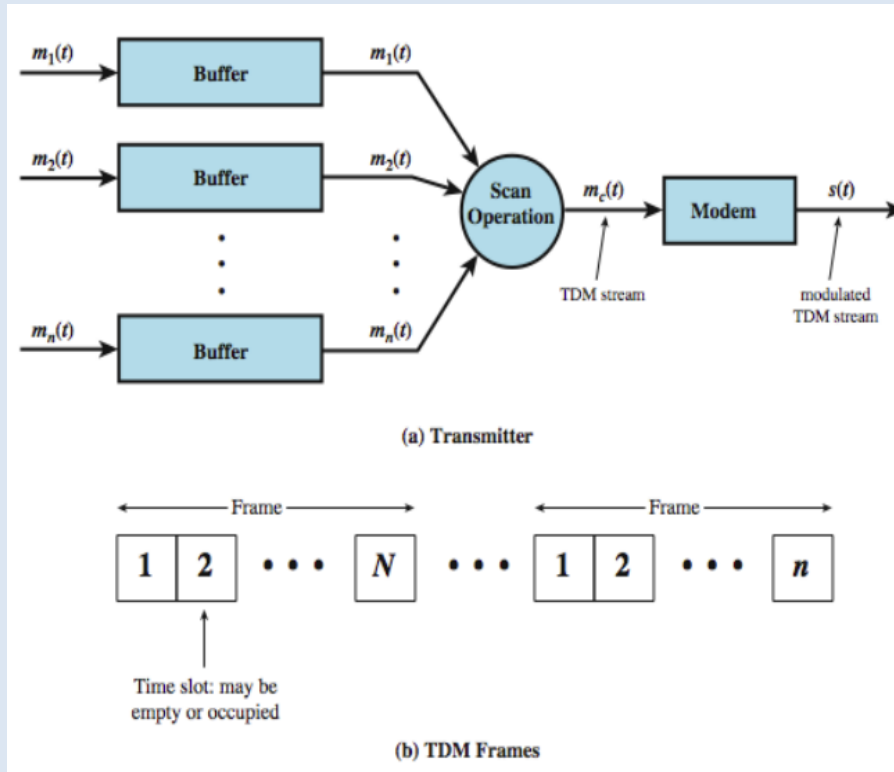 m₁(t)
Buffer
m₁(t)
m₂(t)
Buffer
m₂(t)
Scan
Operation
m_c(t)
Modem
s(t)
TDM stream
modulated
TDM stream
mₙ(t)
Buffer
mₙ(t)
(a) Transmitter
Frame
Frame
1 2 • • • N • • • 1 2 • • • n
Time slot: may be
empty or occupied
(b) TDM Frames